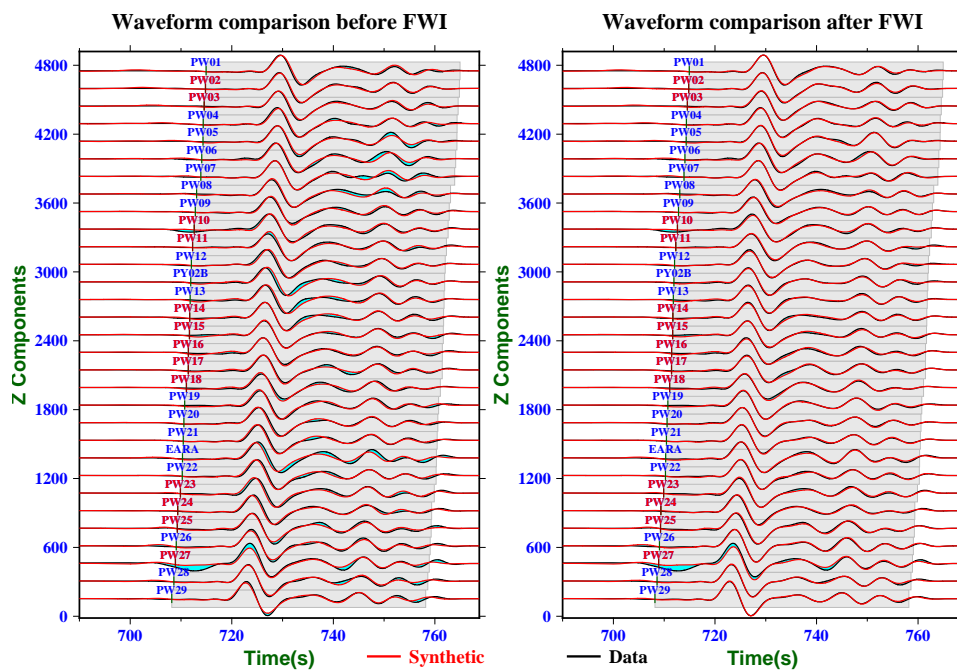 Waveform comparison before FWI
4800
4200
3600
3000
2400
1800
1200
600
0
Z Components
PW01
PW02
PW03
PW04
PW05
PW06
PW07
PW08
PW09
PW10
PW11
PW12
PY02B
PW13
PW14
PW15
PW16
PW17
PW18
PW19
PW20
PW21
EARA
PW22
PW23
PW24
PW25
PW26
PW27
PW28
PW29
700
720
740
760
Time(s)
Waveform comparison after FWI
4800
4200
3600
3000
2400
1800
1200
600
0
Z Components
PW01
PW02
PW03
PW04
PW05
PW06
PW07
PW08
PW09
PW10
PW11
PW12
PY02B
PW13
PW14
PW15
PW16
PW17
PW18
PW19
PW20
PW21
EARA
PW22
PW23
PW24
PW25
PW26
PW27
PW28
PW29
700
720
740
760
Time(s)
Synthetic
Data